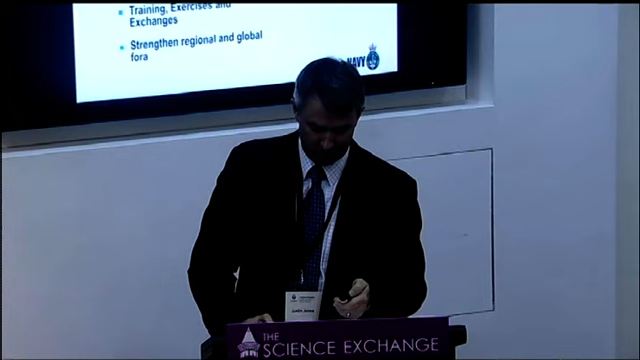 Training, Exercises and
Exchanges
Strengthen regional and global
fora
NAVY
THE
SCIENCE EXCHANGE